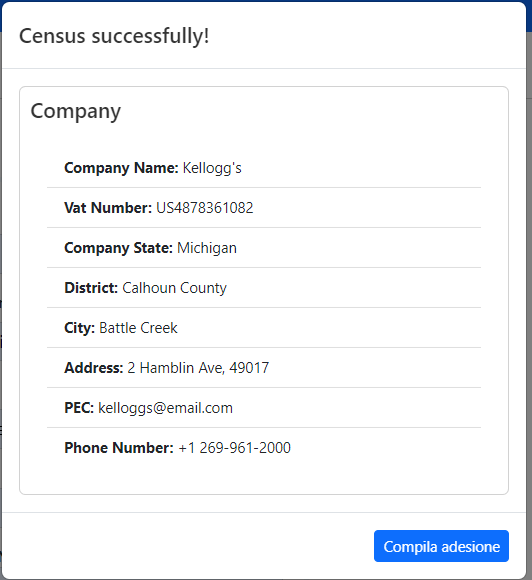 Census successfully!
Company
Company Name: Kellogg's
Vat Number: US4878361082
Company State: Michigan
District: Calhoun County
City: Battle Creek
Address: 2 Hamblin Ave, 49017
PEC: kelloggs@email.com
Phone Number: +1 269-961-2000
Compila adesione